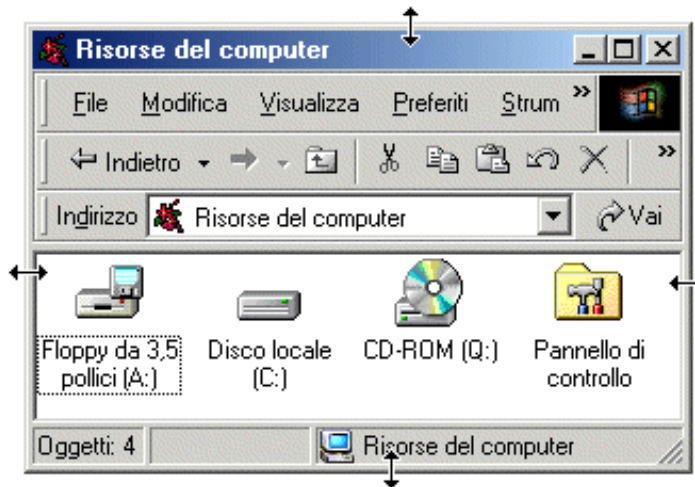 Risorse del computer
File Modifica Visualizza Preferiti Strum »
Indietro »
Indirizzo Risorse del computer Vai
Floppy da 3,5 Disco locale CD-ROM (Q:) Pannello di
pollici (A:) (C:) controllo
Oggetti: 4 Risorse del computer